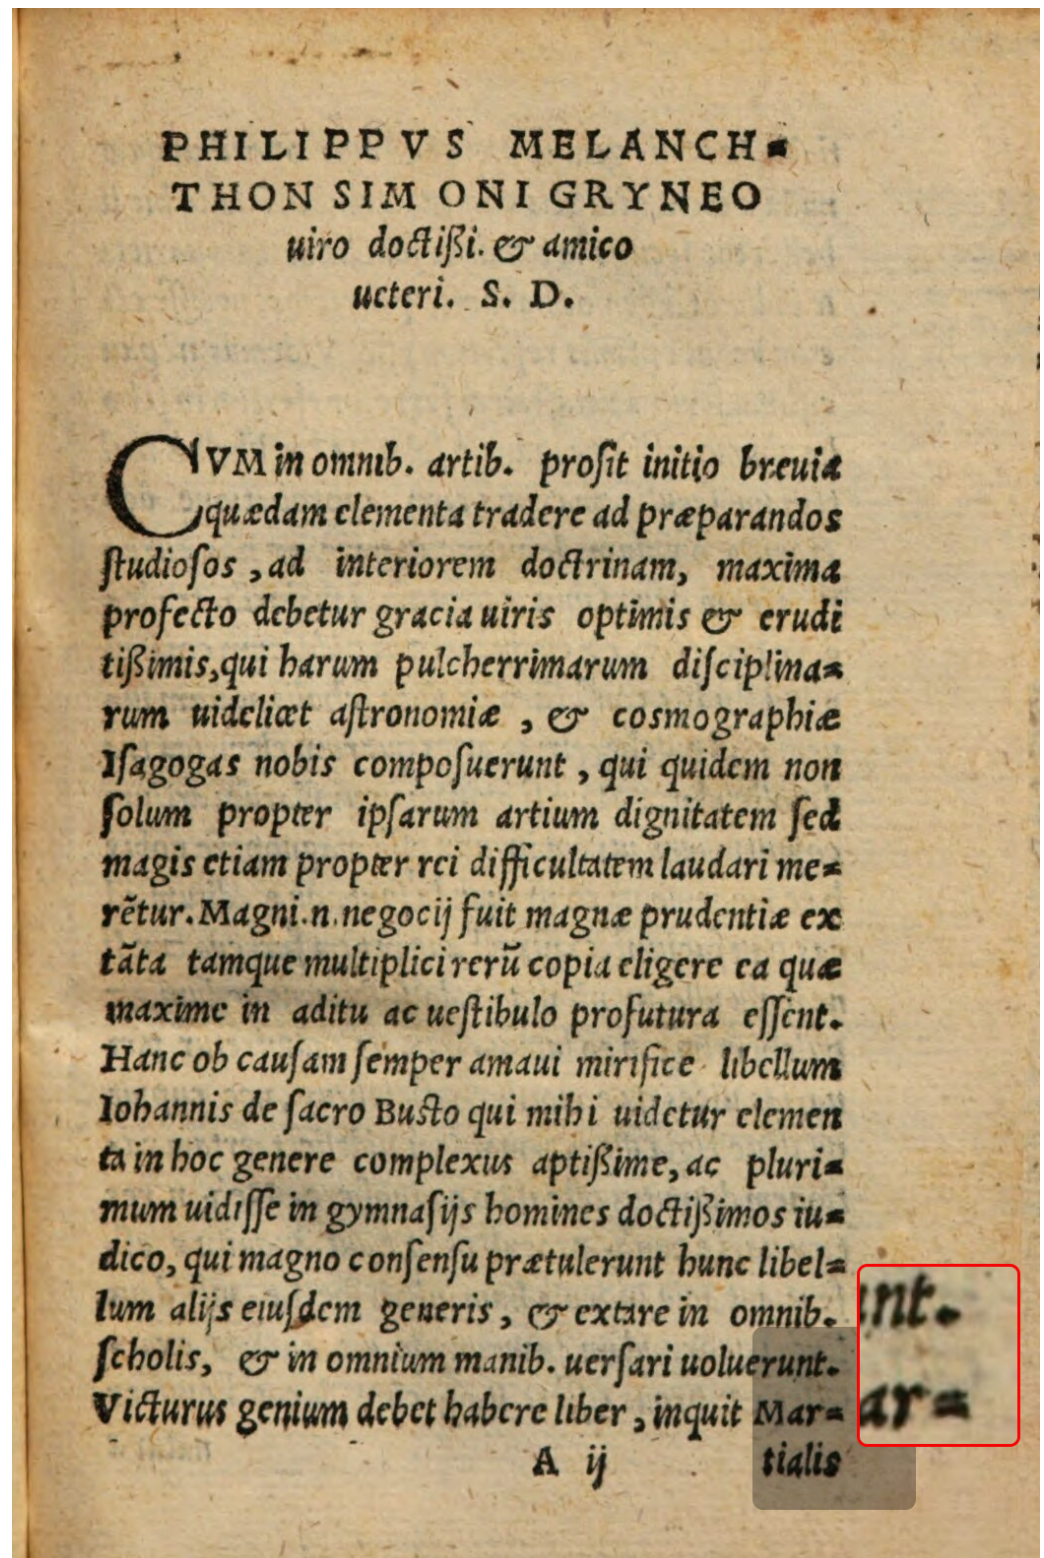 PHILIPPVS MELANCH=
THON SIMONI GRYNEO
uiro doctißi. & amico
ueteri. S. D.
CVM in omnib. artib. prosit initio breuia
quædam elementa tradere ad præparandos
studiosos, ad interiorem doctrinam, maxima
profecto debetur gracia uiris optimis & erudi
tißimis, qui harum pulcherrimarum disciplina=
rum uidelicet astronomiæ, & cosmographiæ
Isagogas nobis composuerunt, qui quidem non
solum propter ipsarum artium dignitatem sed
magis etiam propter rei difficultatem laudari me=
rẽtur. Magni.n.negocij fuit magnæ prudentiæ ex
tãta tamque multiplici rerũ copia eligere ea quæ
maxime in aditu ac uestibulo profutura essent.
Hanc ob causam semper amaui mirifice libellum
Iohannis de sacro Busto qui mihi uidetur elemen
ta in hoc genere complexus aptißime, ac pluri=
mum uidisse in gymnasijs homines doctißimos iu=
dico, qui magno consensu prætulerunt hunc libel=
lum alijs eiusdem generis, & extare in omnib.
scholis, & in omnium manib. uersari uoluerunt.
Victurus genium debet habere liber, inquit Mar=
A ij tialis
nt.
ar=